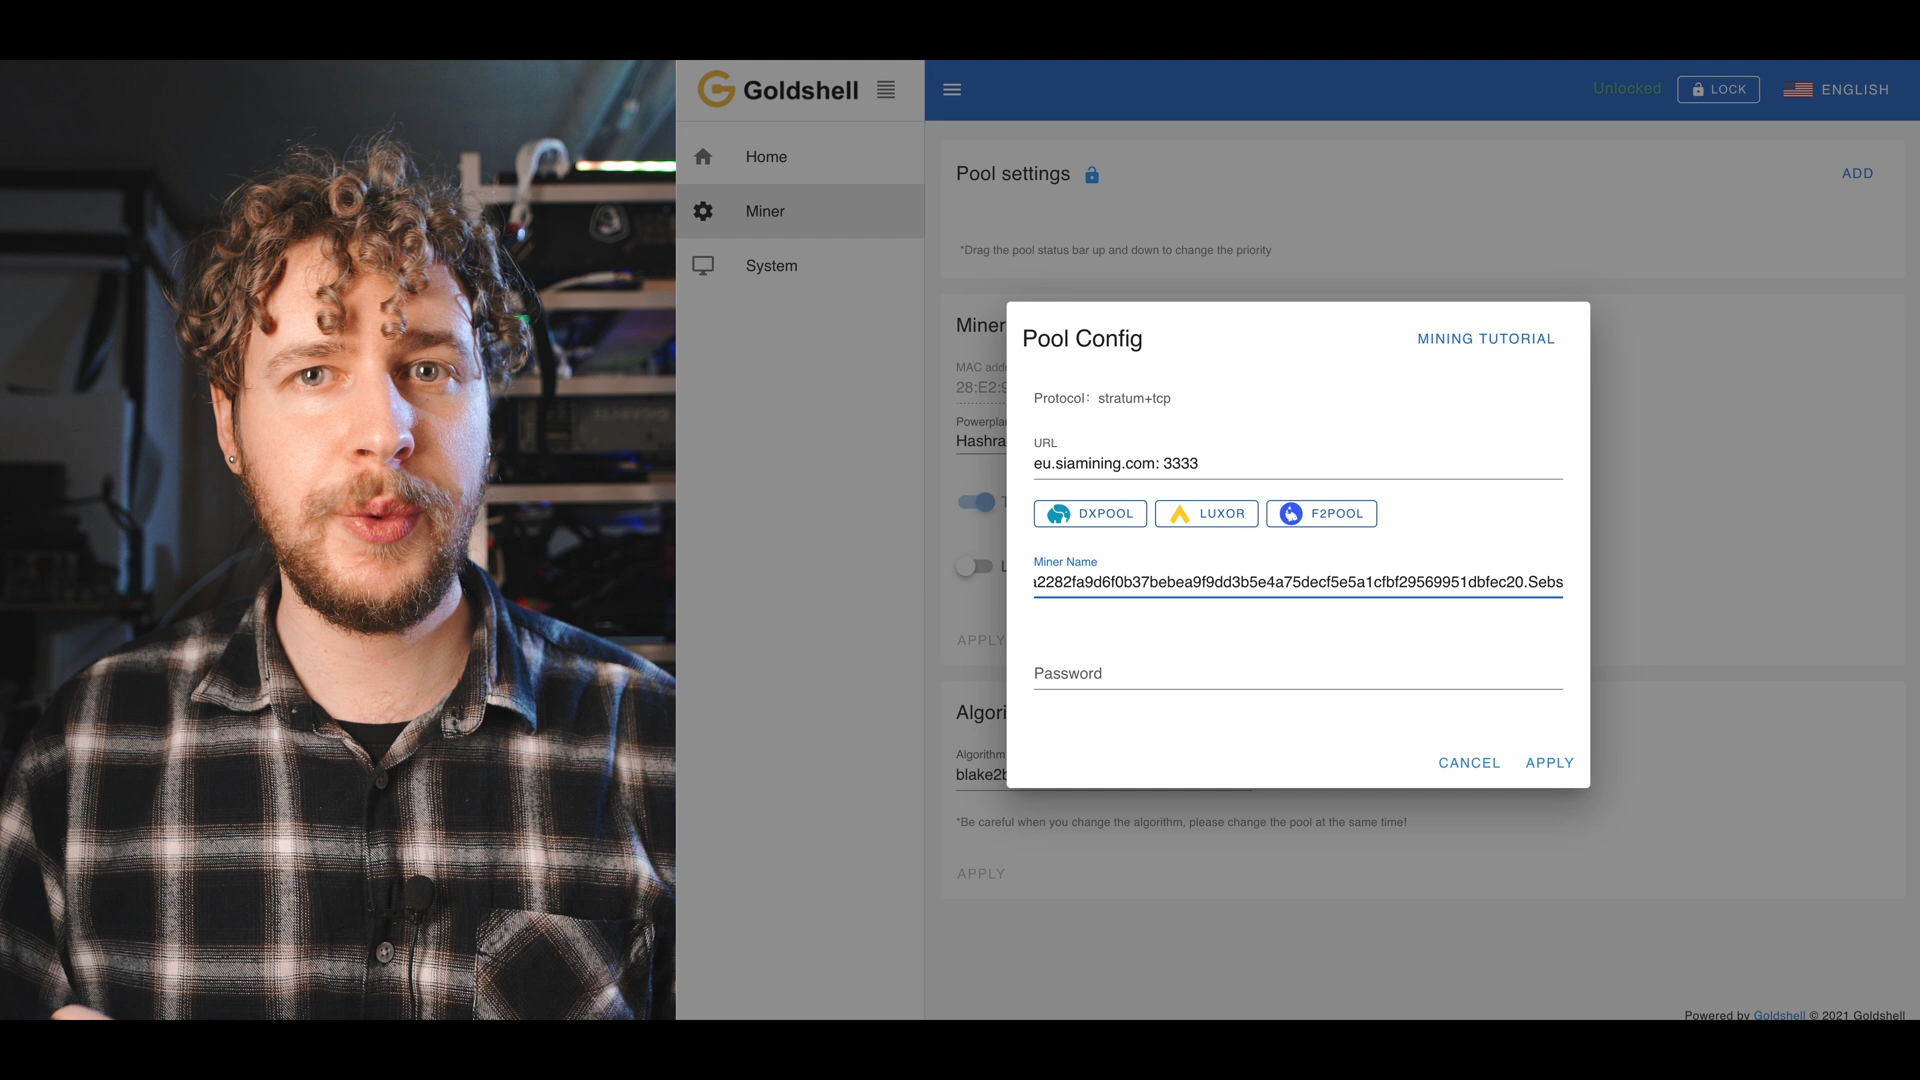 Goldshell
Unlocked
LOCK
ENGLISH
Home
Miner
System
Pool settings
ADD
*Drag the pool status bar up and down to change the priority
Miner
MAC addr
28:E2:9
Powerplan
Hashra
APPLY
Pool Config
MINING TUTORIAL
Protocol: stratum+tcp
URL
eu.siamining.com: 3333
DXPOOL
LUXOR
F2POOL
Miner Name
2282fa9d6f0b37bebea9f9dd3b5e4a75decf5e5a1cfbf29569951dbfec20.Sebs
Password
CANCEL
APPLY
Algori
Algorithm
blake2b
*Be careful when you change the algorithm, please change the pool at the same time!
APPLY
Powered by Goldshell © 2021 Goldshell